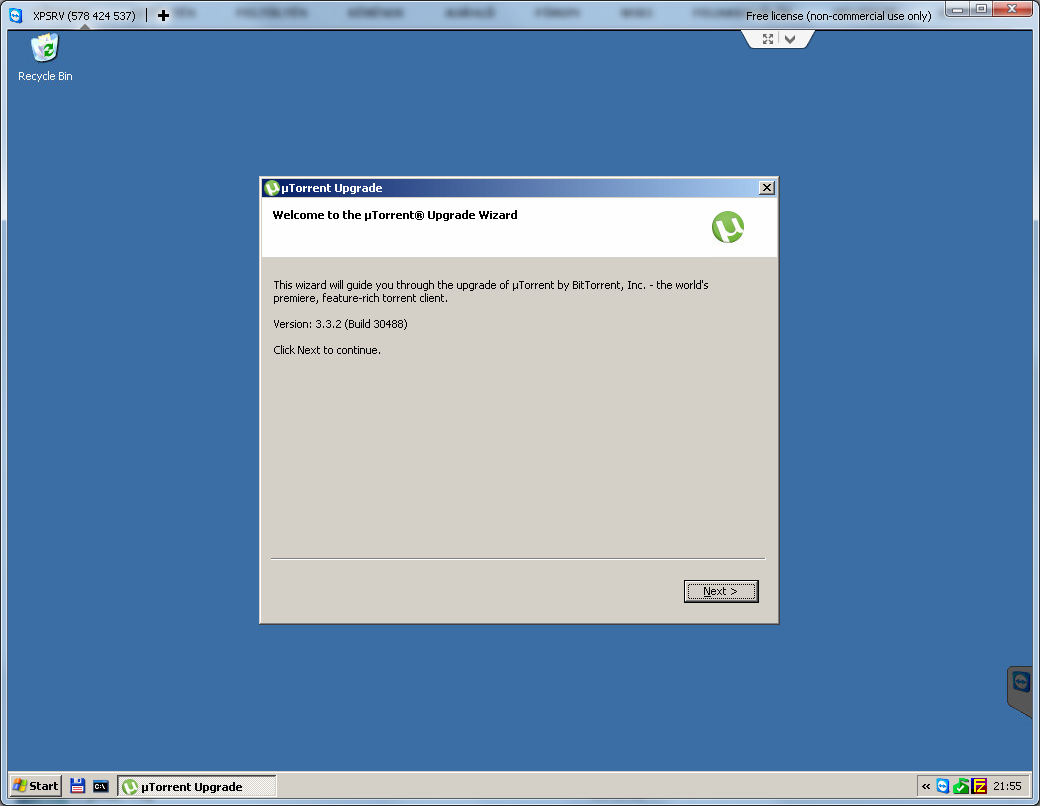 XPSRV (578 424 537)
Free license (non-commercial use only)
Recycle Bin
µTorrent Upgrade
Welcome to the µTorrent® Upgrade Wizard
This wizard will guide you through the upgrade of µTorrent by BitTorrent, Inc. - the world's
premiere, feature-rich torrent client.
Version: 3.3.2 (Build 30488)
Click Next to continue.
Next >
Start
C:\
µTorrent Upgrade
«
21:55